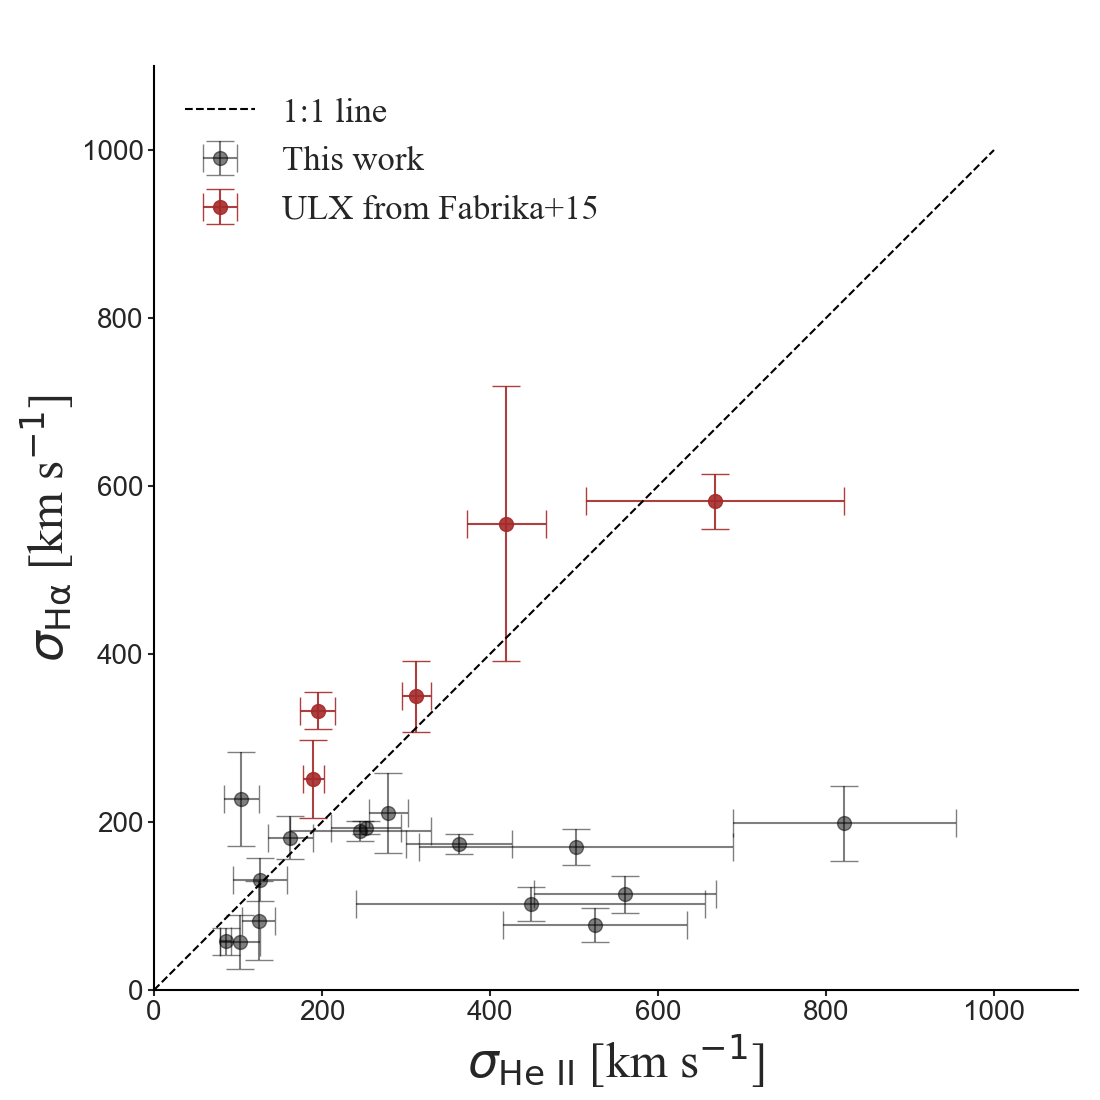 1:1 line
This work
ULX from Fabrika+15
1000
800
600
400
200
0
σHα [km s−1]
0 200 400 600 800 1000
σHe II [km s−1]